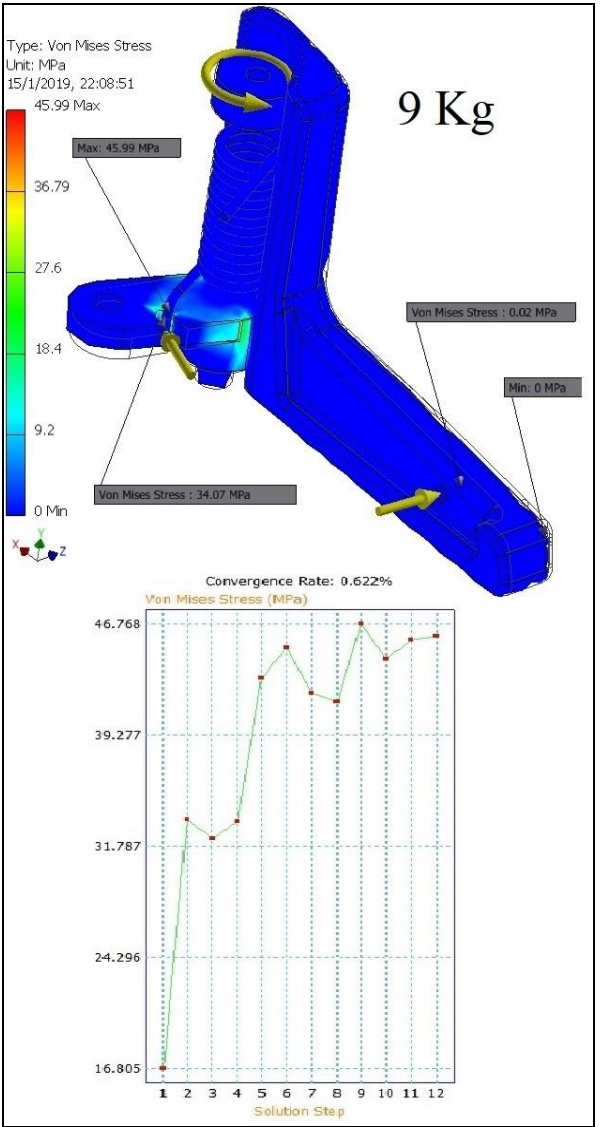 Type: Von Mises Stress
Unit: MPa
15/1/2019, 22:08:51
45.99 Max
9 Kg
Max: 45.99 MPa
36.79
27.6
Von Mises Stress : 0.02 MPa
18.4
Min: 0 MPa
9.2
Von Mises Stress : 34.07 MPa
0 Min
Y
X
Z
Convergence Rate: 0.622%
Von Mises Stress (MPa)
46.768
39.277
31.787
24.296
16.805
1 2 3 4 5 6 7 8 9 10 11 12
Solution Step